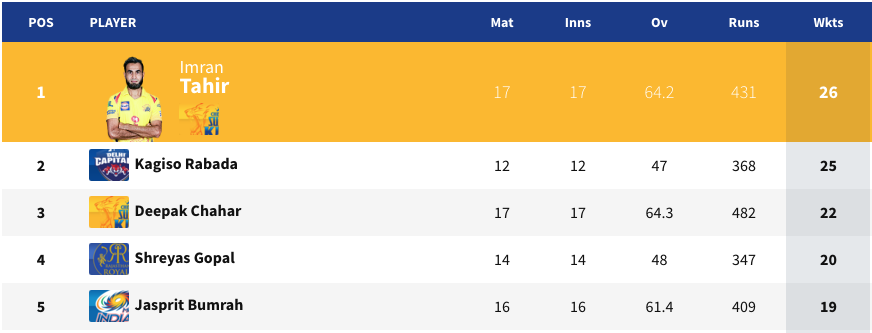 POS PLAYER Mat Inns Ov Runs Wkts
1 Imran Tahir 17 17 64.2 431 26
2 Kagiso Rabada 12 12 47 368 25
3 Deepak Chahar 17 17 64.3 482 22
4 Shreyas Gopal 14 14 48 347 20
5 Jasprit Bumrah 16 16 61.4 409 19